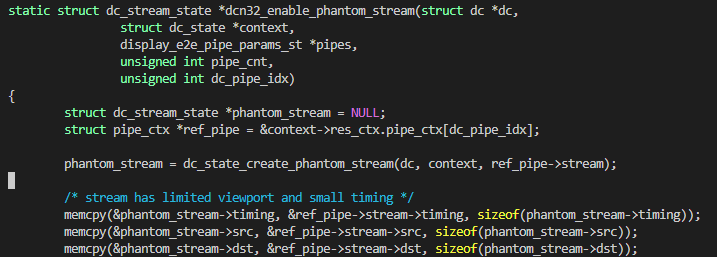 static struct dc_stream_state *dcn32_enable_phantom_stream(struct dc *dc,
struct dc_state *context,
display_e2e_pipe_params_st *pipes,
unsigned int pipe_cnt,
unsigned int dc_pipe_idx)
{
struct dc_stream_state *phantom_stream = NULL;
struct pipe_ctx *ref_pipe = &context->res_ctx.pipe_ctx[dc_pipe_idx];
phantom_stream = dc_state_create_phantom_stream(dc, context, ref_pipe->stream);
/* stream has limited viewport and small timing */
memcpy(&phantom_stream->timing, &ref_pipe->stream->timing, sizeof(phantom_stream->timing));
memcpy(&phantom_stream->src, &ref_pipe->stream->src, sizeof(phantom_stream->src));
memcpy(&phantom_stream->dst, &ref_pipe->stream->dst, sizeof(phantom_stream->dst));